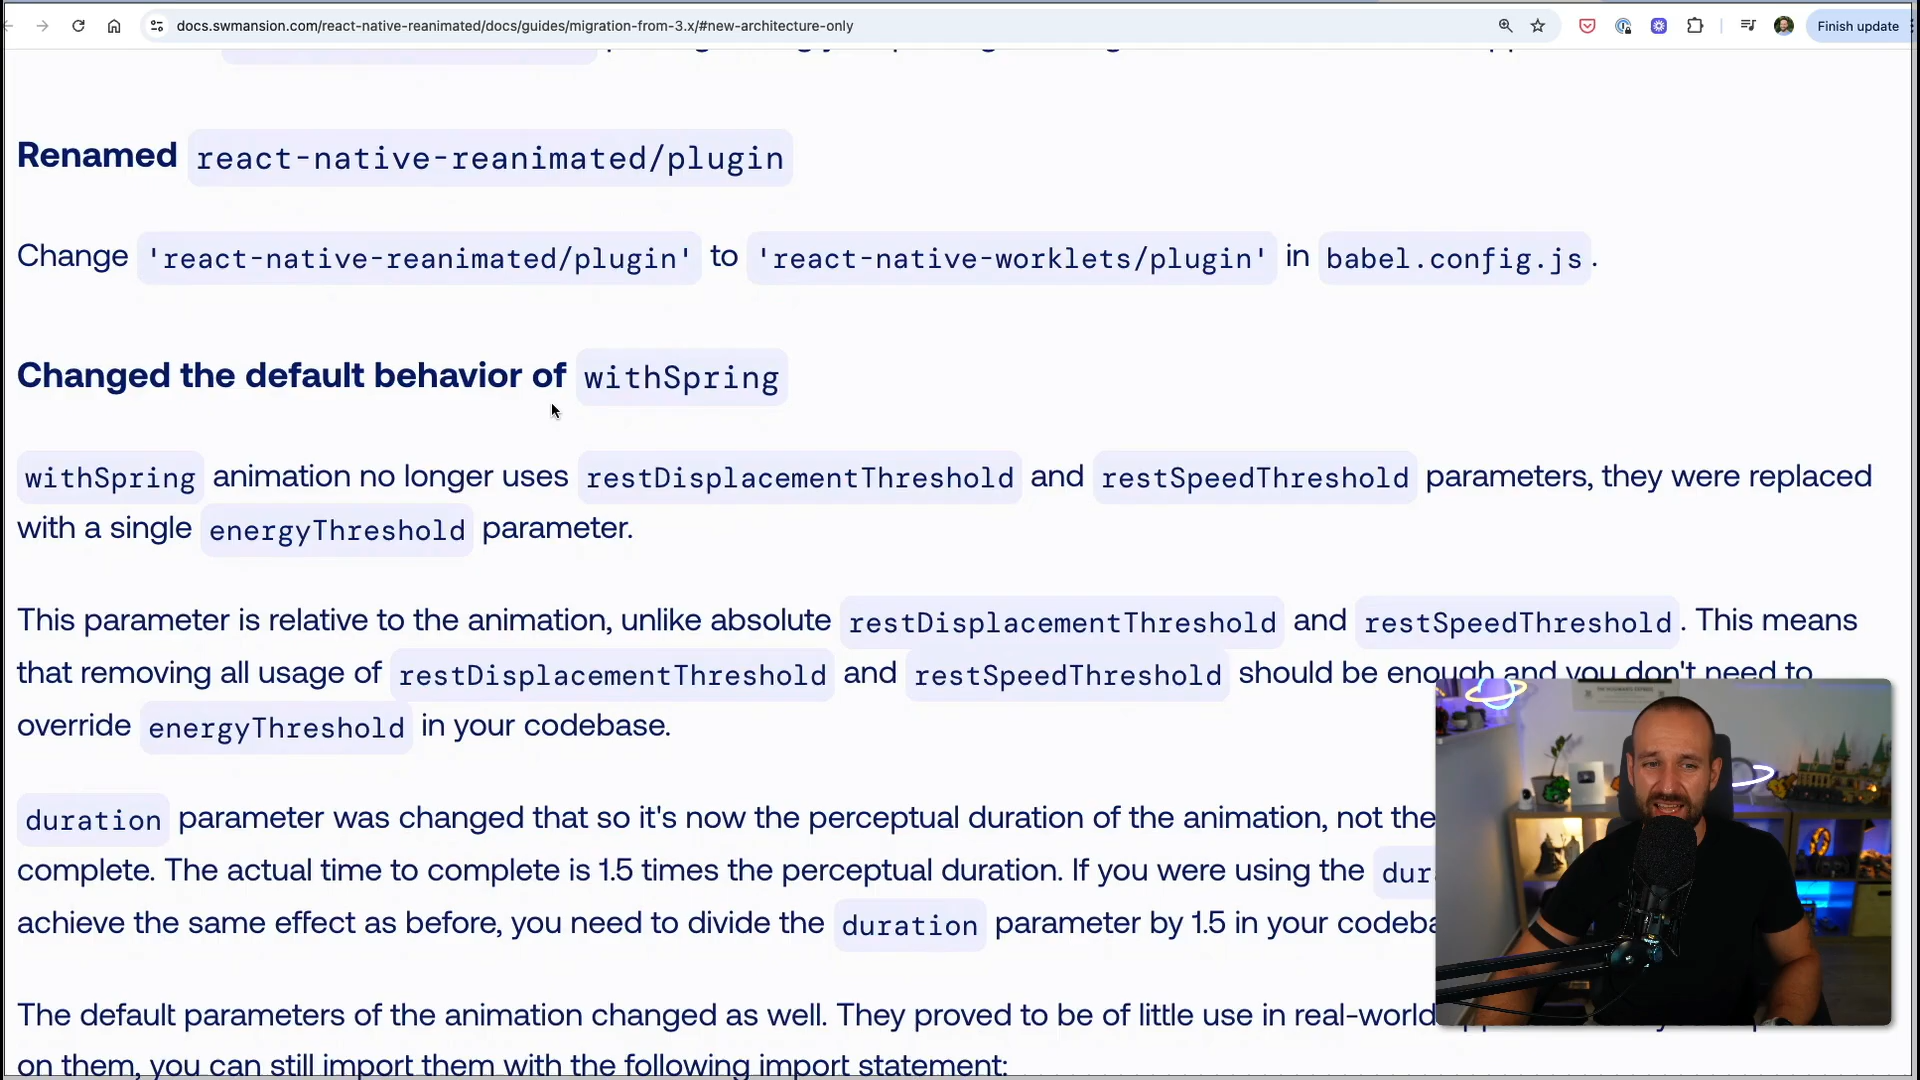 docs.swmansion.com/react-native-reanimated/docs/guides/migration-from-3.x/#new-architecture-only
Finish update
Renamed react-native-reanimated/plugin
Change 'react-native-reanimated/plugin' to 'react-native-worklets/plugin' in babel.config.js.
Changed the default behavior of withSpring
withSpring animation no longer uses restDisplacementThreshold and restSpeedThreshold parameters, they were replaced
with a single energyThreshold parameter.
This parameter is relative to the animation, unlike absolute restDisplacementThreshold and restSpeedThreshold. This means
that removing all usage of restDisplacementThreshold and restSpeedThreshold should be enough and you don't need to
override energyThreshold in your codebase.
duration parameter was changed that so it's now the perceptual duration of the animation, not the
complete. The actual time to complete is 1.5 times the perceptual duration. If you were using the dur
achieve the same effect as before, you need to divide the duration parameter by 1.5 in your codeba
The default parameters of the animation changed as well. They proved to be of little use in real-world
on them, you can still import them with the following import statement: